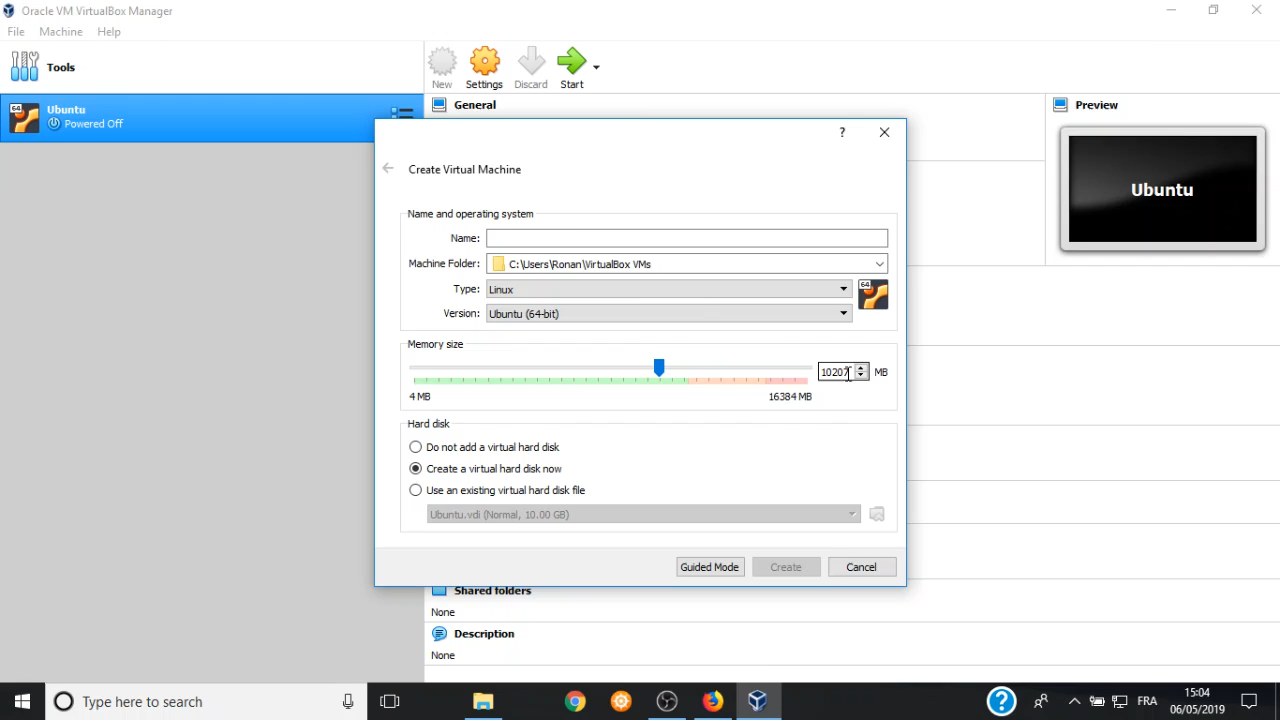 Oracle VM VirtualBox Manager
File Machine Help
Tools
New Settings Discard Start
64 Ubuntu
Powered Off
General
Preview
Ubuntu
?
Create Virtual Machine
Name and operating system
Name:
Machine Folder: C:\Users\Ronan\VirtualBox VMs
Type: Linux
64
Version: Ubuntu (64-bit)
Memory size
10207 MB
4 MB 16384 MB
Hard disk
Do not add a virtual hard disk
Create a virtual hard disk now
Use an existing virtual hard disk file
Ubuntu.vdi (Normal, 10.00 GB)
Guided Mode Create Cancel
Shared folders
None
Description
None
Type here to search
? FRA 15:04
06/05/2019